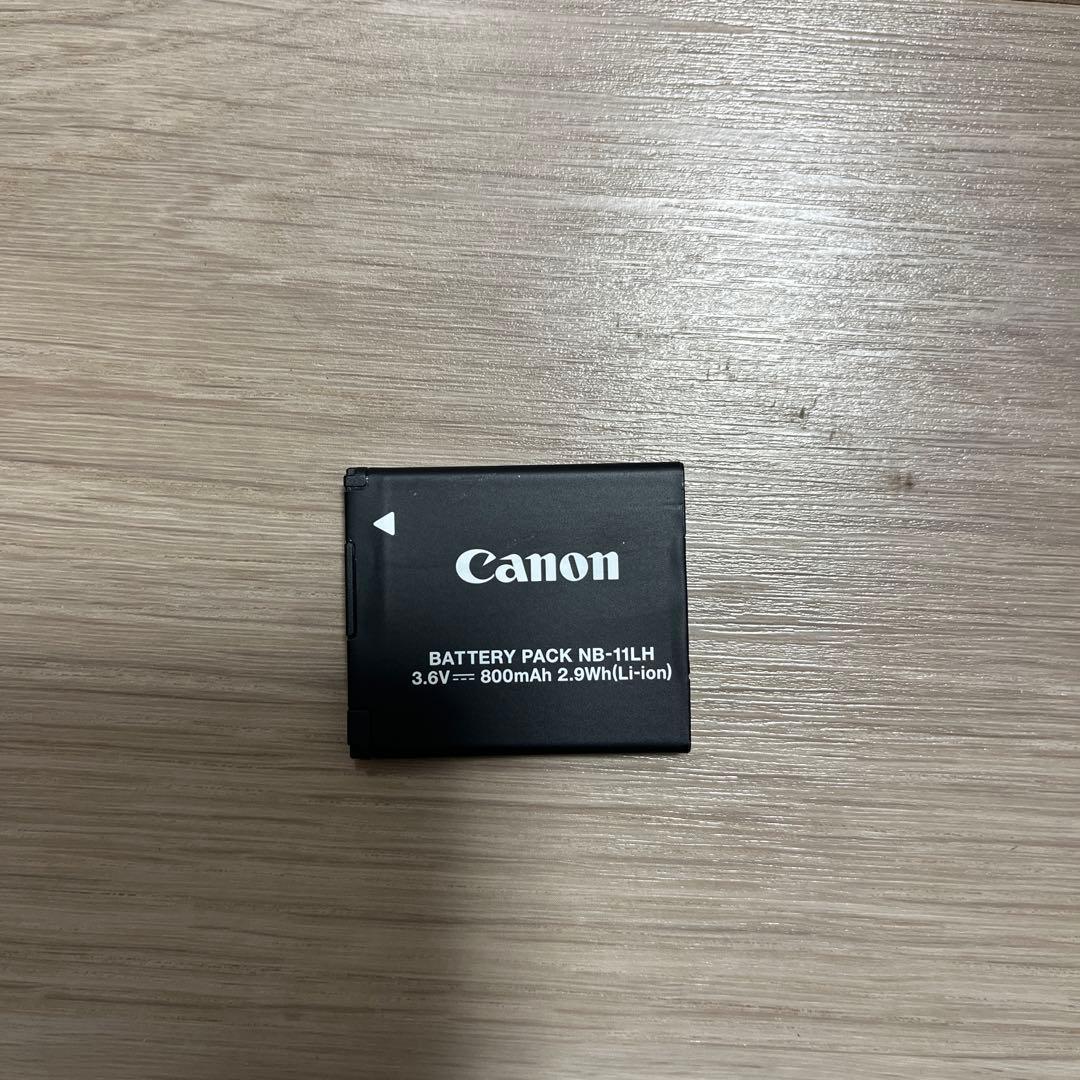 Canon
BATTERY PACK NB-11LH
3.6V⎓ 800mAh 2.9Wh(Li-ion)